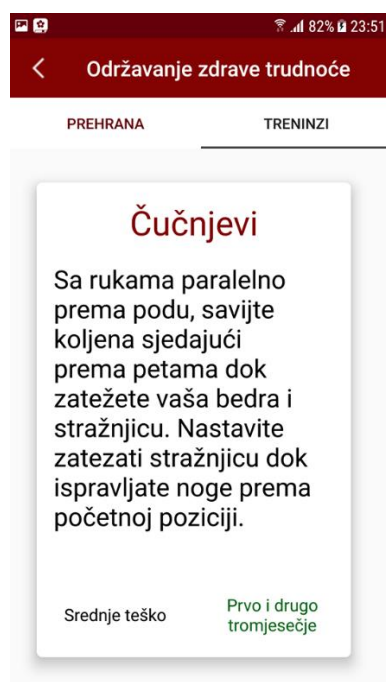 82% 23:51
Održavanje zdrave trudnoće
PREHRANA TRENINZI
Čučnjevi
Sa rukama paralelno
prema podu, savijte
koljena sjedajući
prema petama dok
zatežete vaša bedra i
stražnjicu. Nastavite
zatezati stražnjicu dok
ispravljate noge prema
početnoj poziciji.
Srednje teško
Prvo i drugo
tromjesečje